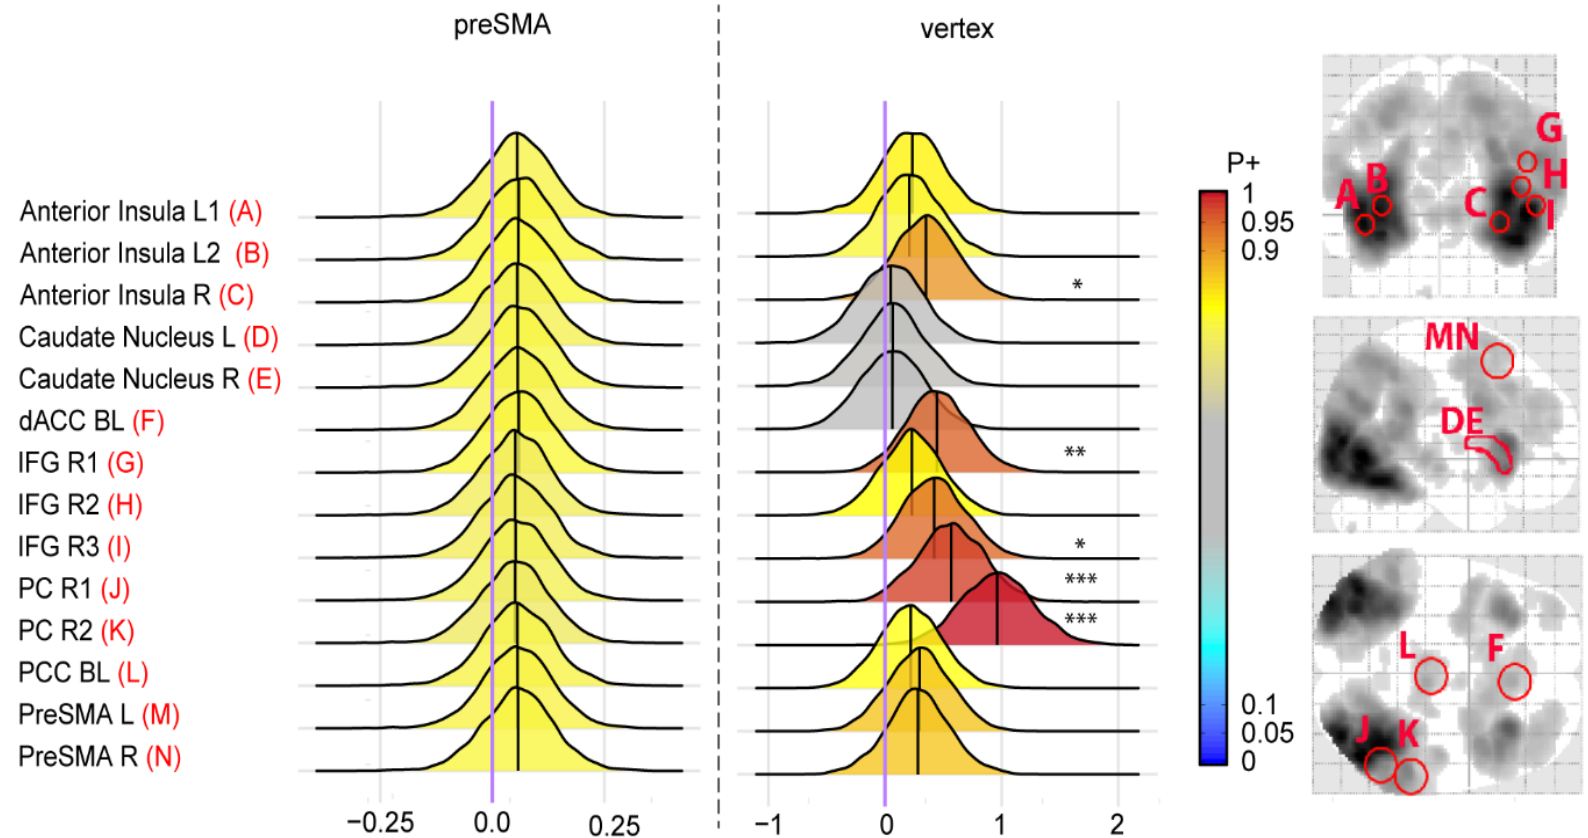 preSMA
vertex
P+
1
0.95
0.9
0.1
0.05
0
Anterior Insula L1 (A)
Anterior Insula L2 (B)
Anterior Insula R (C)
*
Caudate Nucleus L (D)
Caudate Nucleus R (E)
dACC BL (F)
IFG R1 (G)
**
IFG R2 (H)
IFG R3 (I)
*
PC R1 (J)
***
PC R2 (K)
***
PCC BL (L)
PreSMA L (M)
PreSMA R (N)
−0.25 0.0 0.25
−1 0 1 2
G
A B H
C I
MN
DE
L F
J K